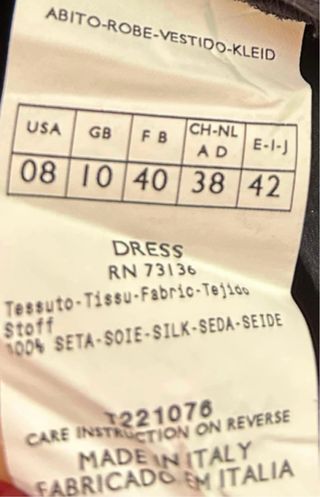 ABITO-ROBE-VESTIDO-KLEID
USA GB F B CH-NL A D E-I-J
08 10 40 38 42
DRESS
RN 73136
Tessuto-Tissu-Fabric-Tejido
Stoff
100% SETA-SOIE-SILK-SEDA-SEIDE
T221076
CARE INSTRUCTION ON REVERSE
MADE IN ITALY
FABRICADO EM ITALIA